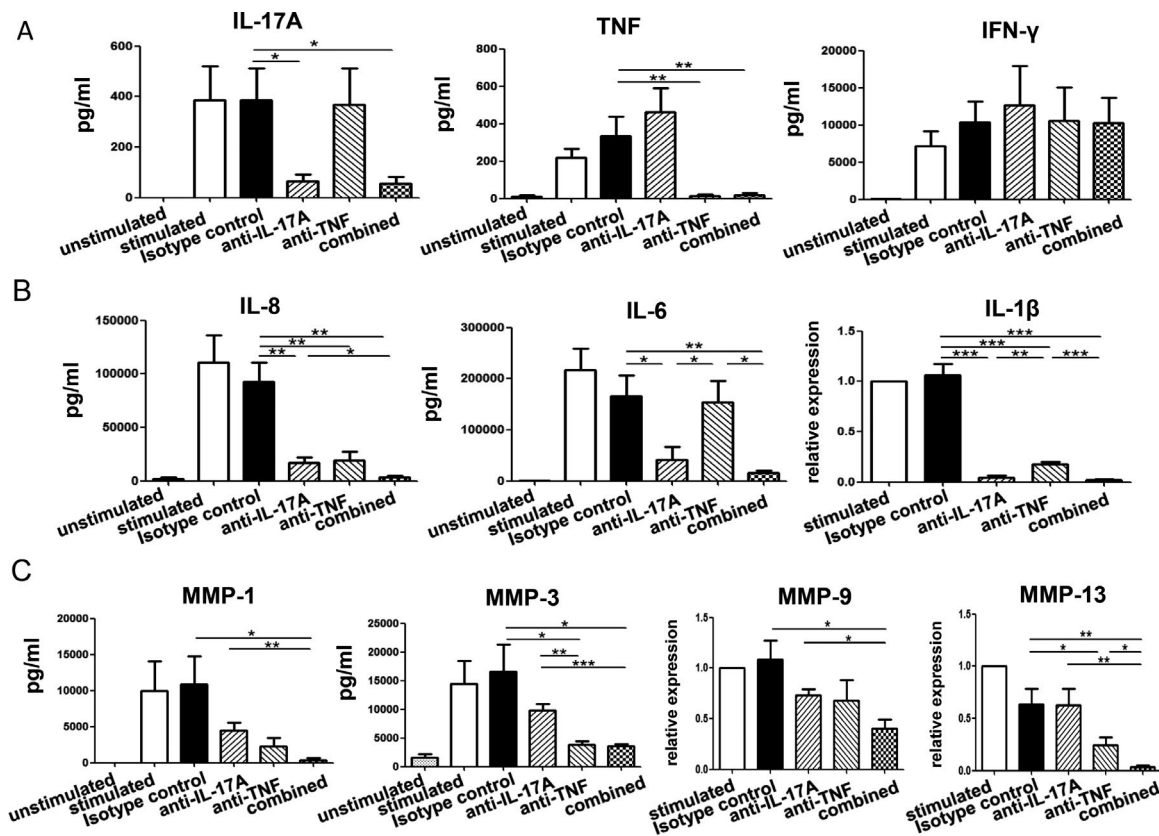 A
IL-17A
TNF
IFN-γ
pg/ml
600
400
200
0
*
*
unstimulated
stimulated
Isotype control
anti-IL-17A
anti-TNF
combined
pg/ml
800
600
400
200
0
**
**
unstimulated
stimulated
Isotype control
anti-IL-17A
anti-TNF
combined
pg/ml
20000
15000
10000
5000
0
unstimulated
stimulated
Isotype control
anti-IL-17A
anti-TNF
combined
B
IL-8
IL-6
IL-1β
pg/ml
150000
100000
50000
0
**
**
** *
unstimulated
stimulated
Isotype control
anti-IL-17A
anti-TNF
combined
pg/ml
300000
200000
100000
0
**
* * *
unstimulated
stimulated
Isotype control
anti-IL-17A
anti-TNF
combined
relative expression
1.5
1.0
0.5
0.0
***
***
*** ** ***
stimulated
Isotype control
anti-IL-17A
anti-TNF
combined
C
MMP-1
MMP-3
MMP-9
MMP-13
pg/ml
20000
15000
10000
5000
0
*
**
unstimulated
stimulated
Isotype control
anti-IL-17A
anti-TNF
combined
pg/ml
25000
20000
15000
10000
5000
0
*
*
**
***
unstimulated
stimulated
Isotype control
anti-IL-17A
anti-TNF
combined
relative expression
1.5
1.0
0.5
0.0
*
*
stimulated
Isotype control
anti-IL-17A
anti-TNF
combined
relative expression
1.5
1.0
0.5
0.0
**
* *
**
stimulated
Isotype control
anti-IL-17A
anti-TNF
combined